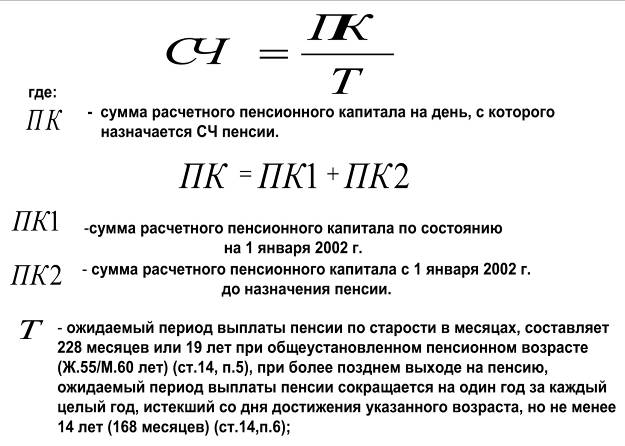 СЧ = ПК / Т
где:
ПК - сумма расчетного пенсионного капитала на день, с которого
назначается СЧ пенсии.
ПК = ПК1 + ПК2
ПК1 -сумма расчетного пенсионного капитала по состоянию
на 1 января 2002 г.
ПК2 - сумма расчетного пенсионного капитала с 1 января 2002 г.
до назначения пенсии.
Т - ожидаемый период выплаты пенсии по старости в месяцах, составляет
228 месяцев или 19 лет при общеустановленном пенсионном возрасте
(Ж.55/М.60 лет) (ст.14, п.5), при более позднем выходе на пенсию,
ожидаемый период выплаты пенсии сокращается на один год за каждый
целый год, истекший со дня достижения указанного возраста, но не менее
14 лет (168 месяцев) (ст.14,п.6);